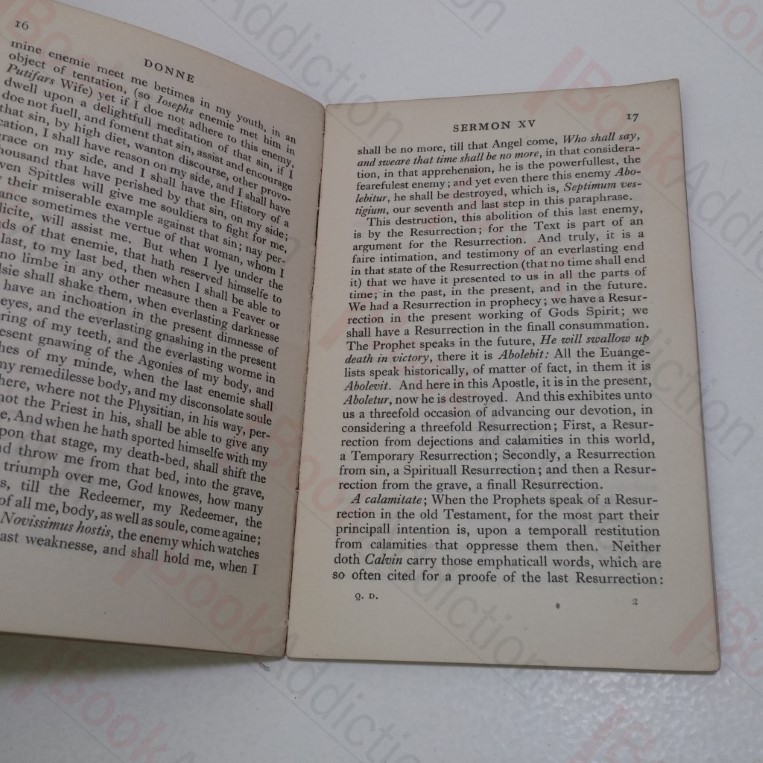 16
DONNE
mine enemie meet me betimes in my youth, in an
object of tentation, (so Iosephs enemie met him in
Putifars Wife) yet if I doe not adhere to this enemy,
dwell upon a delightfull meditation of that sin, if I
doe not fuell, and foment that sin, assist and encourage
that sin, by high diet, wanton discourse, other provo-
cation, I shall have reason on my side, and I shall have
grace on my side, and I shall have the History of a
thousand that have perished by that sin, on my side;
ven Spittles will give me souldiers to fight for me,
their miserable example against that sin; nay per-
ance sometimes the vertue of that woman, whom I
licite, will assist me. But when I lye under the
ds of that enemie, that hath reserved himselfe to
last, to my last bed, then when I shall be able to
no limbe in any other measure then a Feaver or
lsie shall shake them, when everlasting darkenesse
have an inchoation in the present dimnesse of
eyes, and the everlasting gnashing in the present
ring of my teeth, and the everlasting worme in
esent gnawing of the Agonies of my body, and
hes of my minde, when the last enemie shall
my remedilesse body, and my disconsolate soule
here, where not the Physitian, in his way, per-
not the Priest in his, shall be able to give any
e, And when he hath sported himselfe with my
pon that stage, my death-bed, shall shift the
d throw me from that bed, into the grave,
triumph over me, God knowes, how many
s, till the Redeemer, my Redeemer, the
of all me, body, as well as soule, come againe;
Novissimus hostis, the enemy which watches
ast weaknesse, and shall hold me, when I
SERMON XV
17
shall be no more, till that Angel come, Who shall say,
and sweare that time shall be no more, in that considera-
tion, in that apprehension, he is the powerfullest, the
fearefulest enemy; and yet even there this enemy Abo-
lebitur, he shall be destroyed, which is, Septimum ves-
tigium, our seventh and last step in this paraphrase.
This destruction, this abolition of this last enemy,
is by the Resurrection; for the Text is part of an
argument for the Resurrection. And truly, it is a
faire intimation, and testimony of an everlasting end
in that state of the Resurrection (that no time shall end
it) that we have it presented to us in all the parts of
time; in the past, in the present, and in the future.
We had a Resurrection in prophecy; we have a Resur-
rection in the present working of Gods Spirit; we
shall have a Resurrection in the finall consummation.
The Prophet speaks in the future, He will swallow up
death in victory, there it is Abolebit: All the Euange-
lists speak historically, of matter of fact, in them it is
Abolevit. And here in this Apostle, it is in the present,
Aboletur, now he is destroyed. And this exhibites unto
us a threefold occasion of advancing our devotion, in
considering a threefold Resurrection; First, a Resur-
rection from dejections and calamities in this world,
a Temporary Resurrection; Secondly, a Resurrection
from sin, a Spirituall Resurrection; and then a Resur-
rection from the grave, a finall Resurrection.
A calamitate; When the Prophets speak of a Resur-
rection in the old Testament, for the most part their
principall intention is, upon a temporall restitution
from calamities that oppresse them then. Neither
doth Calvin carry those emphaticall words, which are
so often cited for a proofe of the last Resurrection:
Q. D.
2